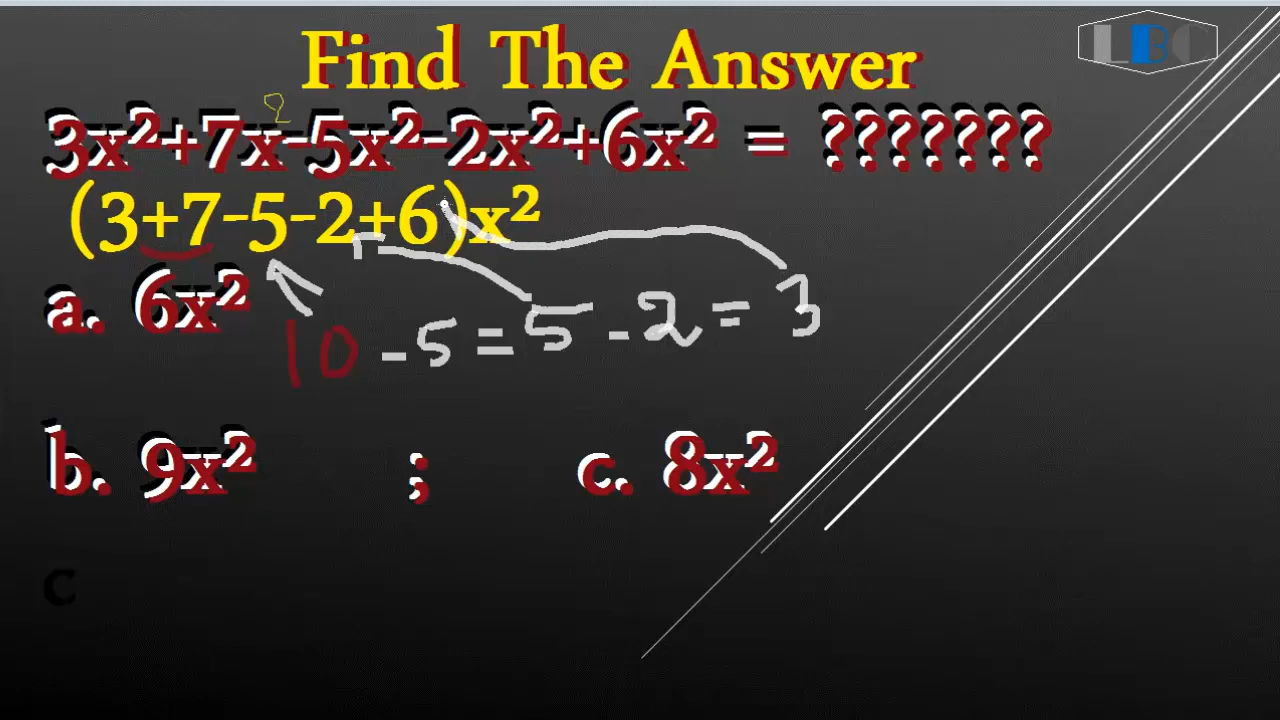 LBC
Find The Answer
2
3x²+7x-5x²-2x²+6x² = ???????
(3+7-5-2+6)x²
a. 6x²
10 - 5 = 5 - 2 = 3
b. 9x² ; c. 8x²
c